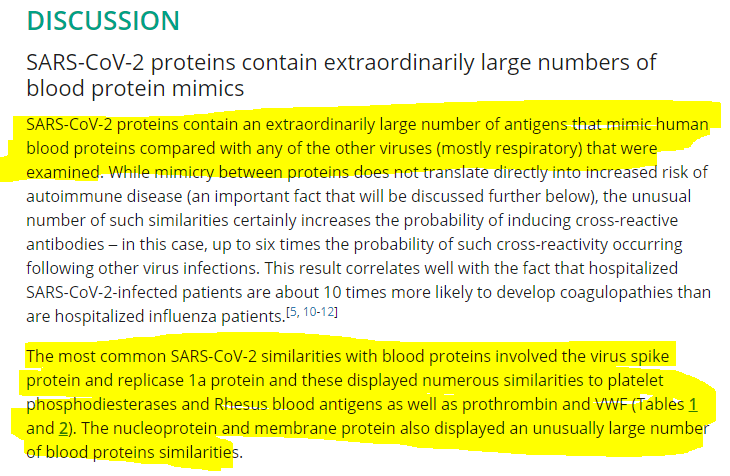 DISCUSSION
SARS-CoV-2 proteins contain extraordinarily large numbers of
blood protein mimics
SARS-CoV-2 proteins contain an extraordinarily large number of antigens that mimic human
blood proteins compared with any of the other viruses (mostly respiratory) that were
examined. While mimicry between proteins does not translate directly into increased risk of
autoimmune disease (an important fact that will be discussed further below), the unusual
number of such similarities certainly increases the probability of inducing cross-reactive
antibodies – in this case, up to six times the probability of such cross-reactivity occurring
following other virus infections. This result correlates well with the fact that hospitalized
SARS-CoV-2-infected patients are about 10 times more likely to develop coagulopathies than
are hospitalized influenza patients.[5, 10-12]
The most common SARS-CoV-2 similarities with blood proteins involved the virus spike
protein and replicase 1a protein and these displayed numerous similarities to platelet
phosphodiesterases and Rhesus blood antigens as well as prothrombin and VWF (Tables 1
and 2). The nucleoprotein and membrane protein also displayed an unusually large number
of blood proteins similarities.